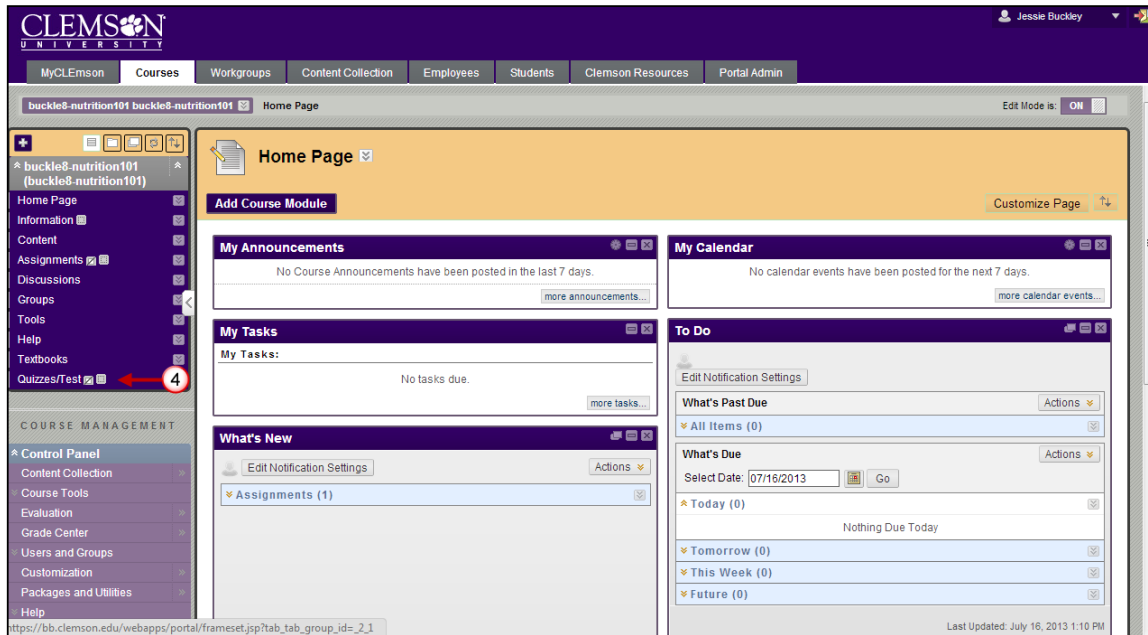 CLEMSON
UNIVERSITY
Jessie Buckley
MyCLEmson
Courses
Workgroups
Content Collection
Employees
Students
Clemson Resources
Portal Admin
buckle8-nutrition101 buckle8-nutrition101
Home Page
Edit Mode is: ON
buckle8-nutrition101
(buckle8-nutrition101)
Home Page
Information
Content
Assignments
Discussions
Groups
Tools
Help
Textbooks
Quizzes/Test
4
COURSE MANAGEMENT
Control Panel
Content Collection
Course Tools
Evaluation
Grade Center
Users and Groups
Customization
Packages and Utilities
Help
Home Page
Add Course Module
Customize Page
My Announcements
No Course Announcements have been posted in the last 7 days.
more announcements...
My Tasks
My Tasks:
No tasks due.
more tasks...
What's New
Edit Notification Settings
Actions
Assignments (1)
My Calendar
No calendar events have been posted for the next 7 days.
more calendar events...
To Do
Edit Notification Settings
What's Past Due
Actions
All Items (0)
What's Due
Actions
Select Date: 07/16/2013 Go
Today (0)
Nothing Due Today
Tomorrow (0)
This Week (0)
Future (0)
Last Updated: July 16, 2013 1:10 PM
https://bb.clemson.edu/webapps/portal/frameset.jsp?tab_tab_group_id=_2_1